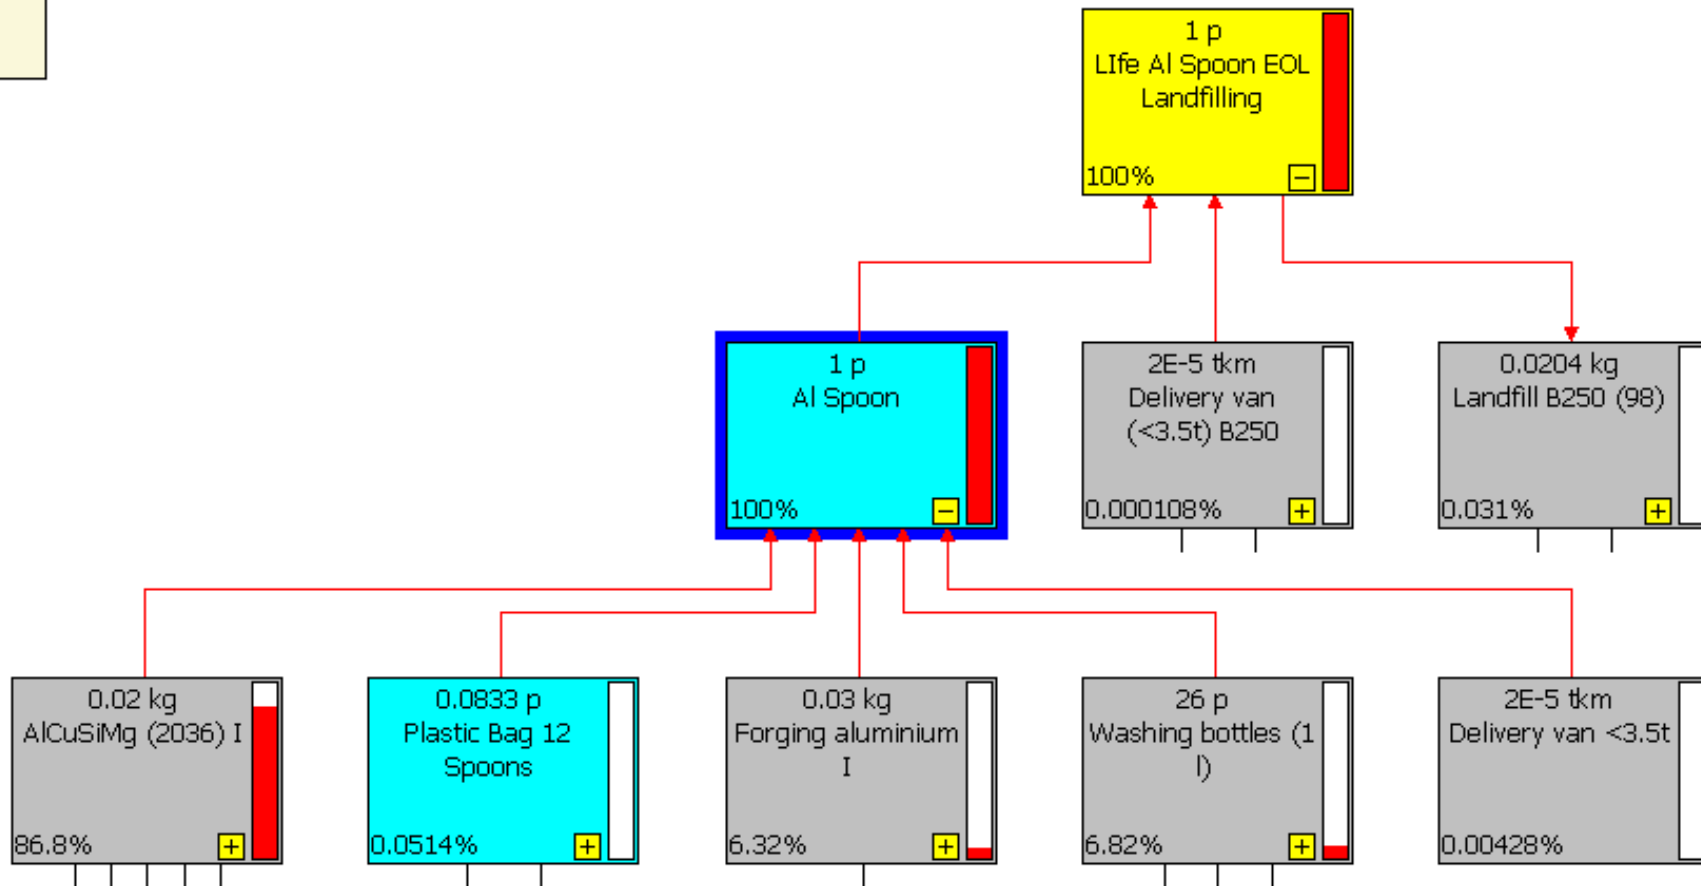 1 p
LIfe Al Spoon EOL
Landfilling
100%
1 p
Al Spoon
100%
2E-5 tkm
Delivery van
(<3.5t) B250
0.000108%
0.0204 kg
Landfill B250 (98)
0.031%
0.02 kg
AlCuSiMg (2036) I
86.8%
0.0833 p
Plastic Bag 12
Spoons
0.0514%
0.03 kg
Forging aluminium
I
6.32%
26 p
Washing bottles (1
l)
6.82%
2E-5 tkm
Delivery van <3.5t
0.00428%